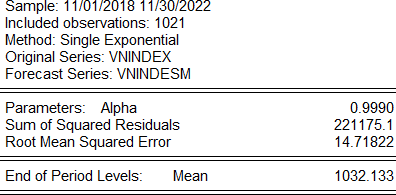 Sample: 11/01/2018 11/30/2022
Included observations: 1021
Method: Single Exponential
Original Series: VNINDEX
Forecast Series: VNINDESM
Parameters: Alpha 0.9990
Sum of Squared Residuals 221175.1
Root Mean Squared Error 14.71822
End of Period Levels: Mean 1032.133